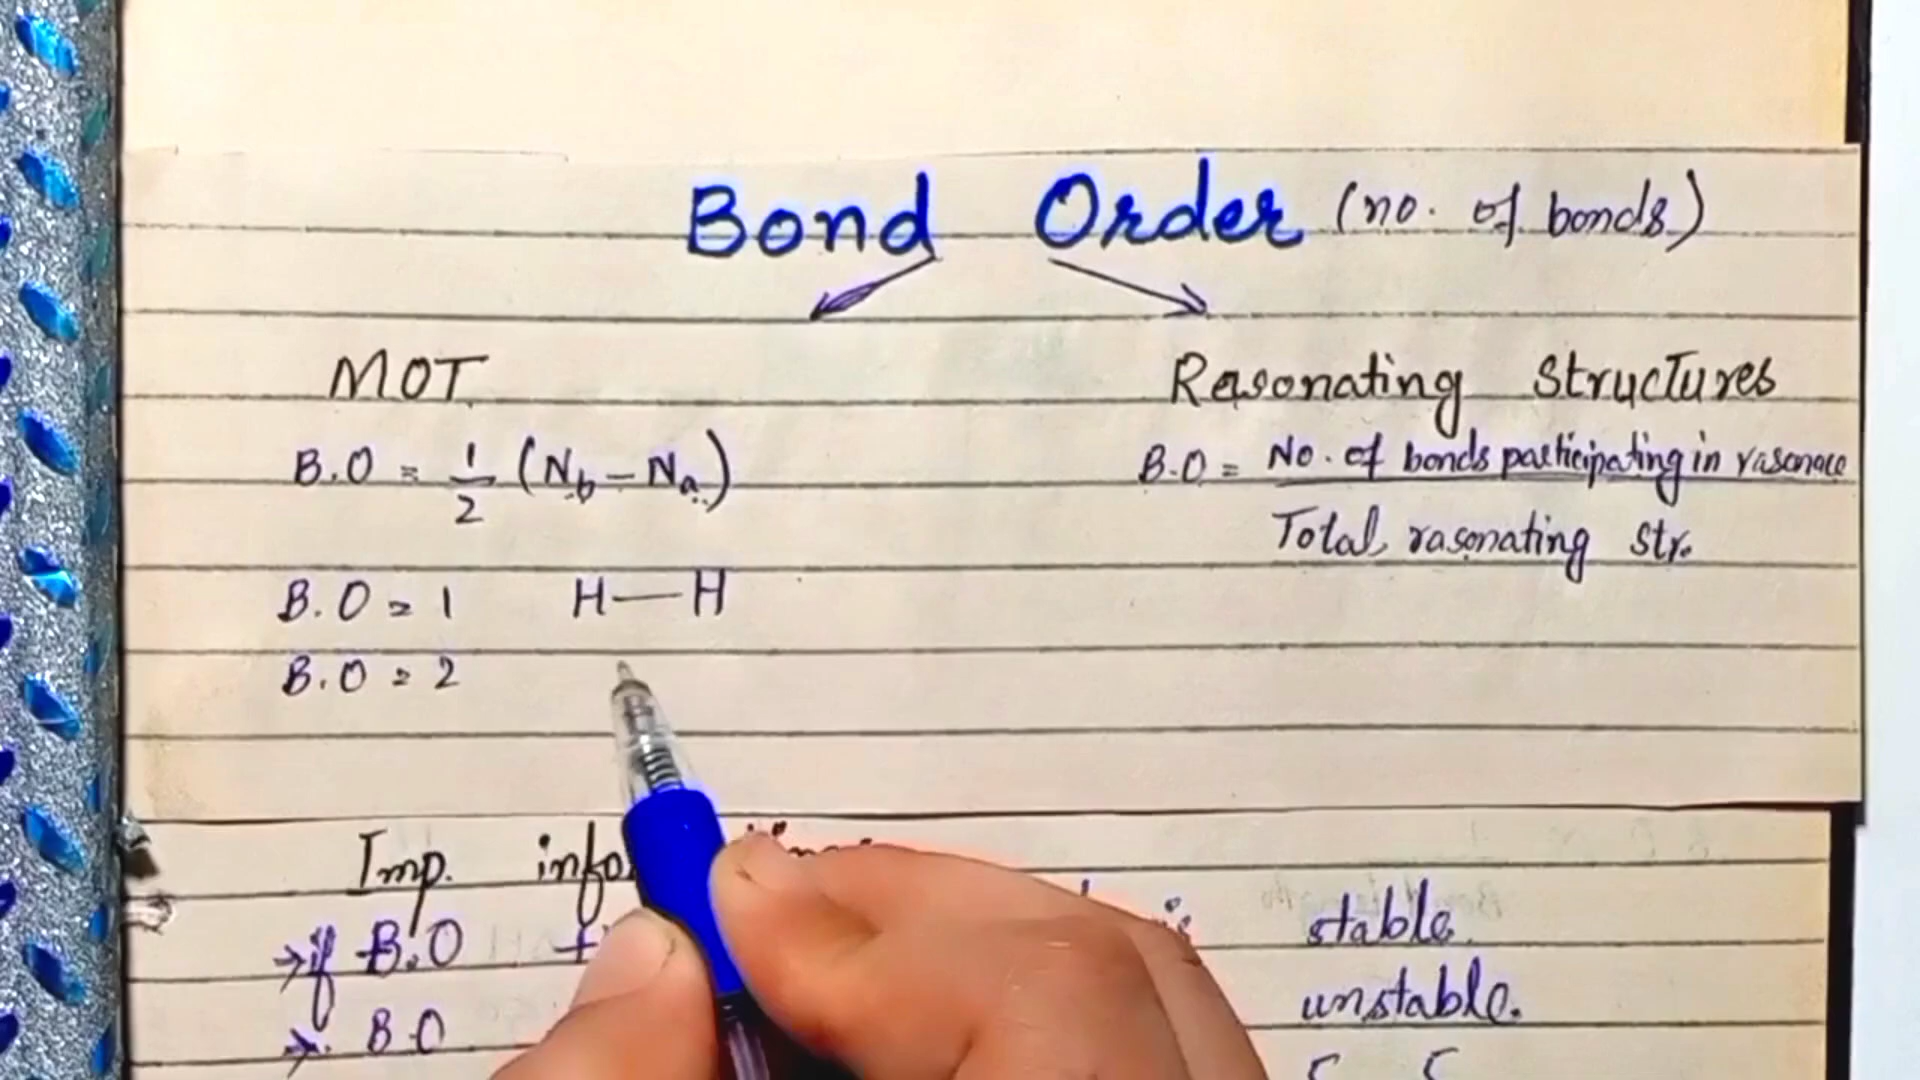 Bond Order (no. of bonds)
MOT
B.O = 1/2 (Nb - Na)
B.O = 1 H—H
B.O = 2
Rasonating Structures
B.O = No. of bonds participating in rasonace
Total rasonating str.
Imp.
→ if B.O stable.
→ B.O unstable.